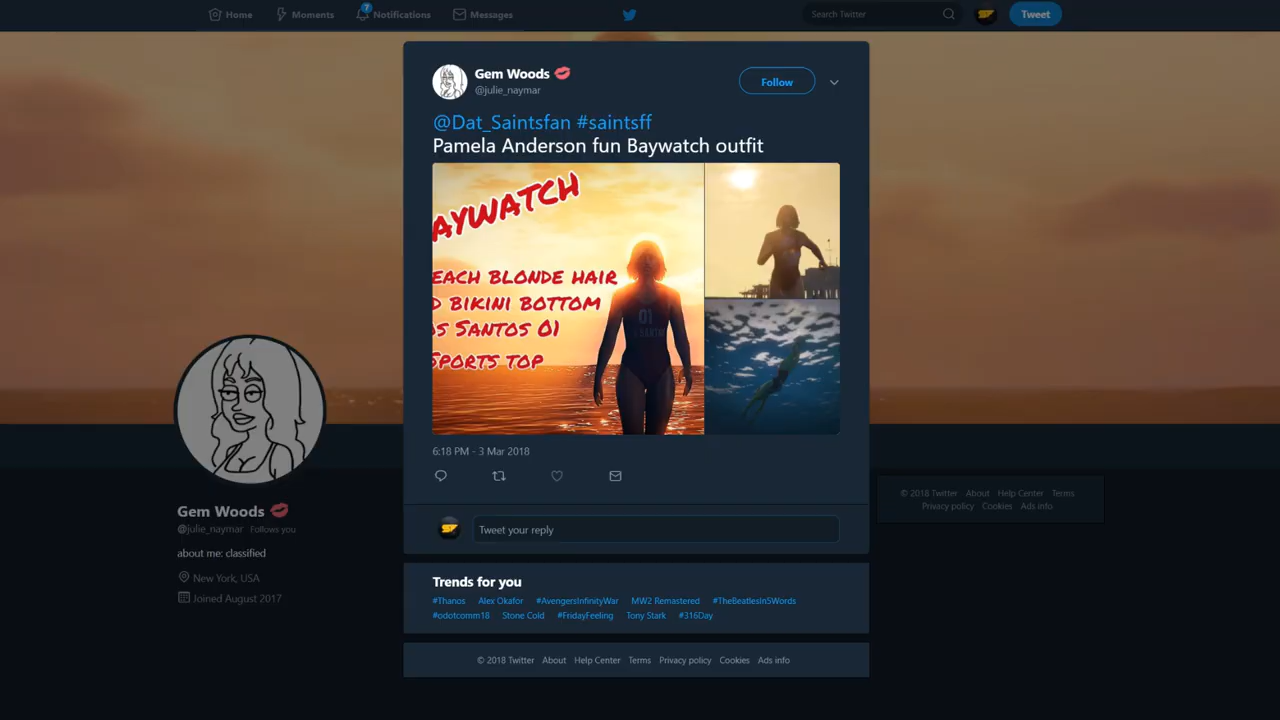 Home Moments Notifications Messages Search Twitter Tweet
7
Gem Woods
@julie_naymar
Follow
@Dat_Saintsfan #saintsff
Pamela Anderson fun Baywatch outfit
AYWATCH
EACH BLONDE HAIR
D BIKINI BOTTOM
OS SANTOS 01
SPORTS TOP
01
6:18 PM - 3 Mar 2018
Tweet your reply
Gem Woods
@julie_naymar Follows you
about me: classified
New York, USA
Joined August 2017
Trends for you
#Thanos Alex Okafor #AvengersInfinityWar MW2 Remastered #TheBeatlesIn5Words
#odotcomm18 Stone Cold #FridayFeeling Tony Stark #316Day
© 2018 Twitter About Help Center Terms Privacy policy Cookies Ads info
© 2018 Twitter About Help Center Terms
Privacy policy Cookies Ads info